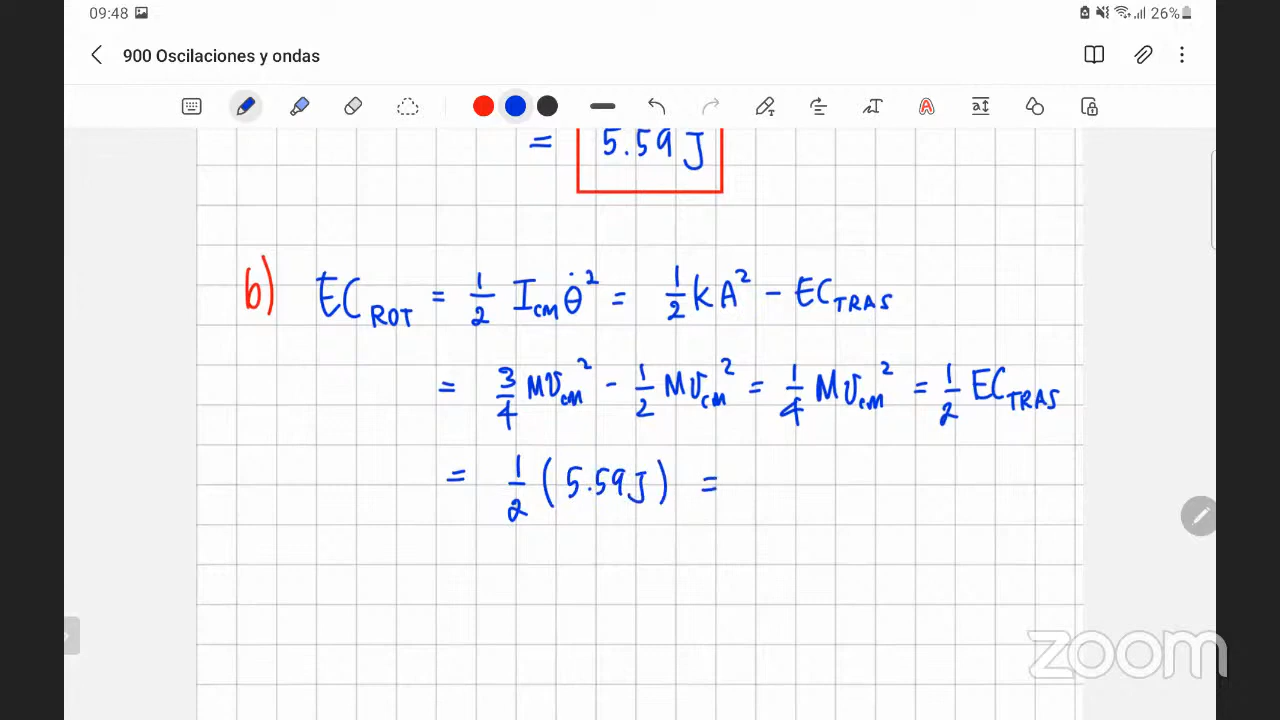 09:48 26%
900 Oscilaciones y ondas
= 5.59 J
b) EC_ROT = 1/2 I_cm θ̇² = 1/2 KA² - EC_TRAS
= 3/4 Mv_cm² - 1/2 Mv_cm² = 1/4 Mv_cm² = 1/2 EC_TRAS
= 1/2 (5.59J) =
zoom